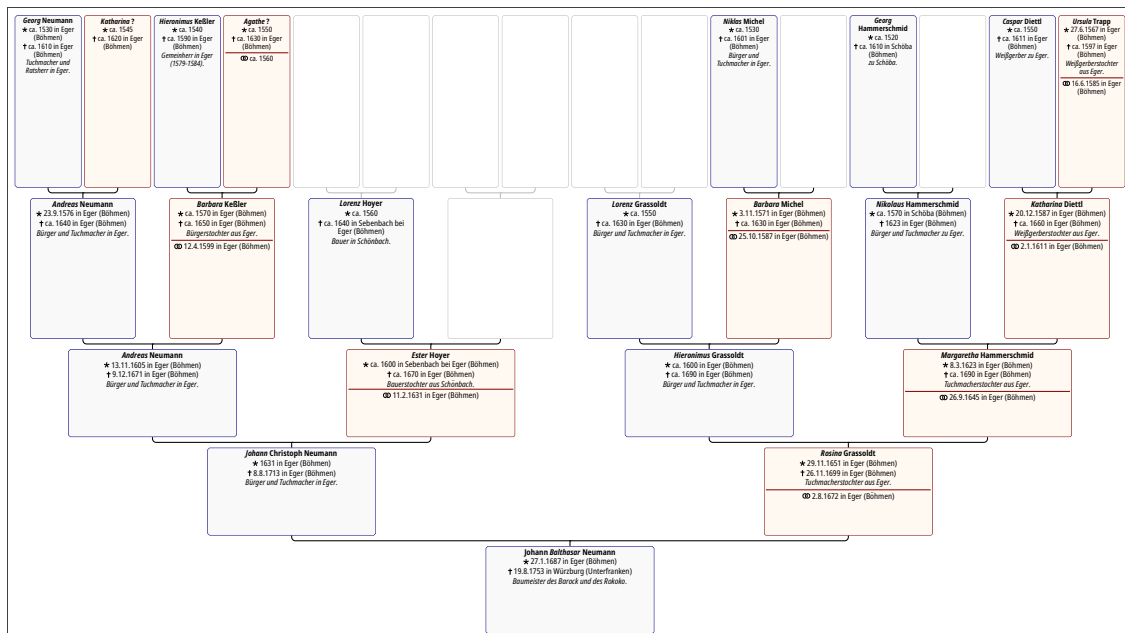 Georg Neumann
★ ca. 1530 in Eger
(Böhmen)
† ca. 1610 in Eger
(Böhmen)
Tuchmacher und
Ratsherr in Eger.
Katharina ?
★ ca. 1545
† ca. 1620 in Eger
(Böhmen)
Hieronimus Keßler
★ ca. 1540
† ca. 1590 in Eger
(Böhmen)
Gemeinherr in Eger
(1579-1584).
Agathe ?
★ ca. 1550
† ca. 1630 in Eger
(Böhmen)
⚭ ca. 1560
Niklas Michel
★ ca. 1530
† ca. 1601 in Eger
(Böhmen)
Bürger und
Tuchmacher in Eger.
Georg
Hammerschmid
★ ca. 1520
† ca. 1610 in Schöba
(Böhmen)
zu Schöba.
Caspar Diettl
★ ca. 1550
† ca. 1611 in Eger
(Böhmen)
Weißgerber zu Eger.
Ursula Trapp
★ 27.6.1567 in Eger
(Böhmen)
† ca. 1597 in Eger
(Böhmen)
Weißgerberstochter
aus Eger.
⚭ 16.6.1585 in Eger
(Böhmen)
Andreas Neumann
★ 23.9.1576 in Eger (Böhmen)
† ca. 1640 in Eger (Böhmen)
Bürger und Tuchmacher in Eger.
Barbara Keßler
★ ca. 1570 in Eger (Böhmen)
† ca. 1650 in Eger (Böhmen)
Bürgerstochter aus Eger.
⚭ 12.4.1599 in Eger (Böhmen)
Lorenz Hoyer
★ ca. 1560
† ca. 1640 in Sebenbach bei
Eger (Böhmen)
Bauer in Schönbach.
Lorenz Grassoldt
★ ca. 1550
† ca. 1630 in Eger (Böhmen)
Bürger und Tuchmacher in Eger.
Barbara Michel
★ 3.11.1571 in Eger (Böhmen)
† ca. 1630 in Eger (Böhmen)
⚭ 25.10.1587 in Eger (Böhmen)
Nikolaus Hammerschmid
★ ca. 1570 in Schöba (Böhmen)
† 1623 in Eger (Böhmen)
Bürger und Tuchmacher zu Eger.
Katharina Diettl
★ 20.12.1587 in Eger (Böhmen)
† ca. 1660 in Eger (Böhmen)
Weißgerberstochter aus Eger.
⚭ 2.1.1611 in Eger (Böhmen)
Andreas Neumann
★ 13.11.1605 in Eger (Böhmen)
† 9.12.1671 in Eger (Böhmen)
Bürger und Tuchmacher in Eger.
Ester Hoyer
★ ca. 1600 in Sebenbach bei Eger (Böhmen)
† ca. 1670 in Eger (Böhmen)
Bauerstochter aus Schönbach.
⚭ 11.2.1631 in Eger (Böhmen)
Hieronimus Grassoldt
★ ca. 1600 in Eger (Böhmen)
† ca. 1690 in Eger (Böhmen)
Bürger und Tuchmacher in Eger.
Margaretha Hammerschmid
★ 8.3.1623 in Eger (Böhmen)
† ca. 1690 in Eger (Böhmen)
Tuchmacherstochter aus Eger.
⚭ 26.9.1645 in Eger (Böhmen)
Johann Christoph Neumann
★ 1631 in Eger (Böhmen)
† 8.8.1713 in Eger (Böhmen)
Bürger und Tuchmacher in Eger.
Rosina Grassoldt
★ 29.11.1651 in Eger (Böhmen)
† 26.11.1699 in Eger (Böhmen)
Tuchmacherstochter aus Eger.
⚭ 2.8.1672 in Eger (Böhmen)
Johann Balthasar Neumann
★ 27.1.1687 in Eger (Böhmen)
† 19.8.1753 in Würzburg (Unterfranken)
Baumeister des Barock und des Rokoko.